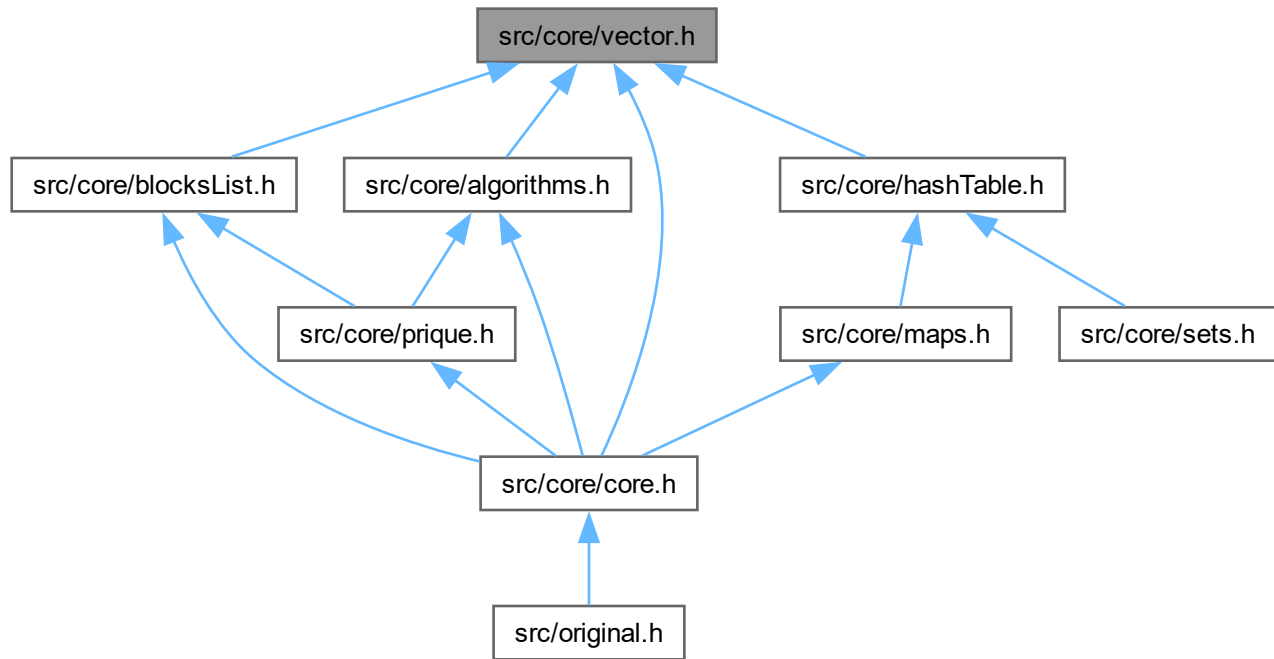 src/core/vector.h
src/core/blocksList.h
src/core/algorithms.h
src/core/hashTable.h
src/core/prique.h
src/core/maps.h
src/core/sets.h
src/core/core.h
src/original.h